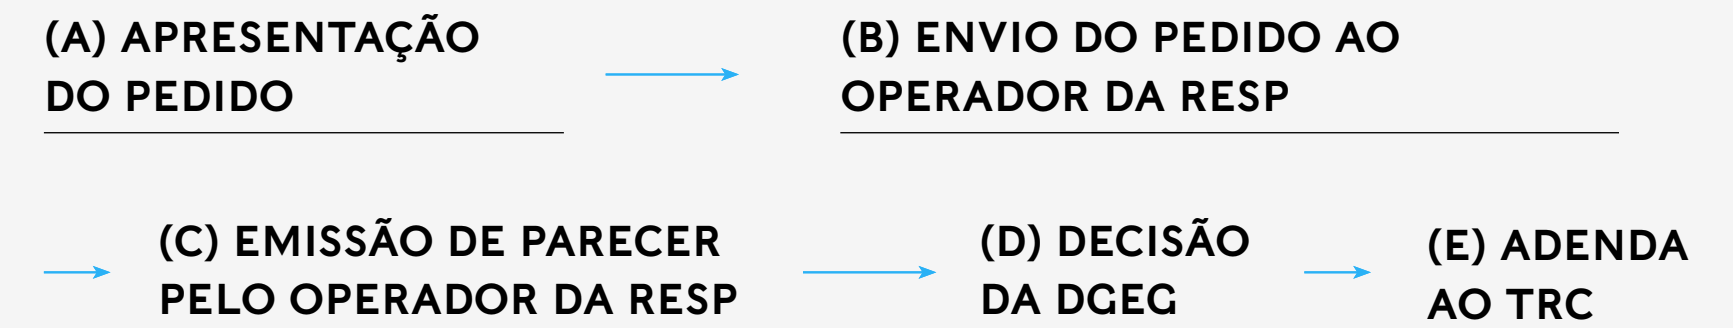 (A) APRESENTAÇÃO
DO PEDIDO
(B) ENVIO DO PEDIDO AO
OPERADOR DA RESP
(C) EMISSÃO DE PARECER
PELO OPERADOR DA RESP
(D) DECISÃO
DA DGEG
(E) ADENDA
AO TRC